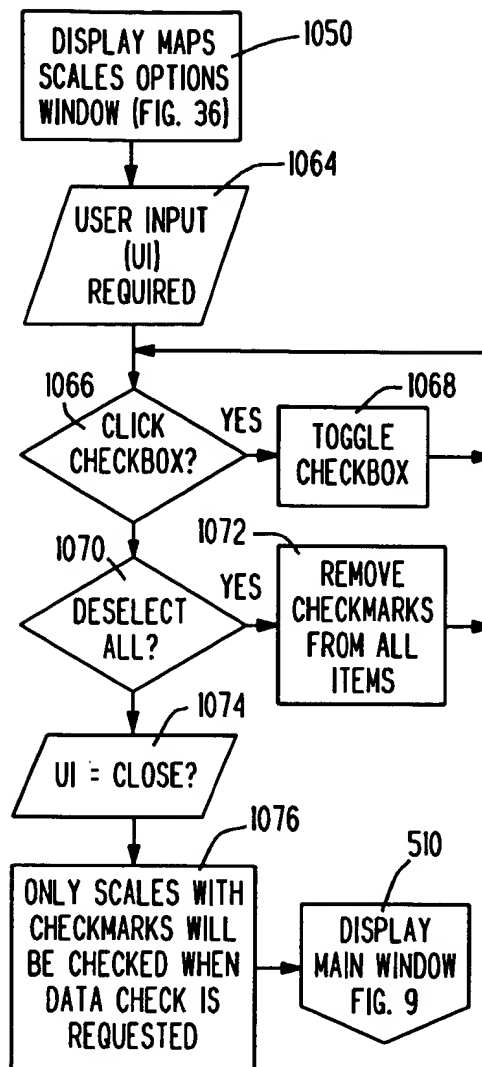 DISPLAY MAPS
SCALES OPTIONS
WINDOW (FIG. 36)
1050
1064
USER INPUT
(UI)
REQUIRED
1066
CLICK
CHECKBOX?
YES
1068
TOGGLE
CHECKBOX
1070
DESELECT
ALL?
YES
1072
REMOVE
CHECKMARKS
FROM ALL
ITEMS
1074
UI = CLOSE?
1076
ONLY SCALES WITH
CHECKMARKS WILL
BE CHECKED WHEN
DATA CHECK IS
REQUESTED
510
DISPLAY
MAIN WINDOW
FIG. 9